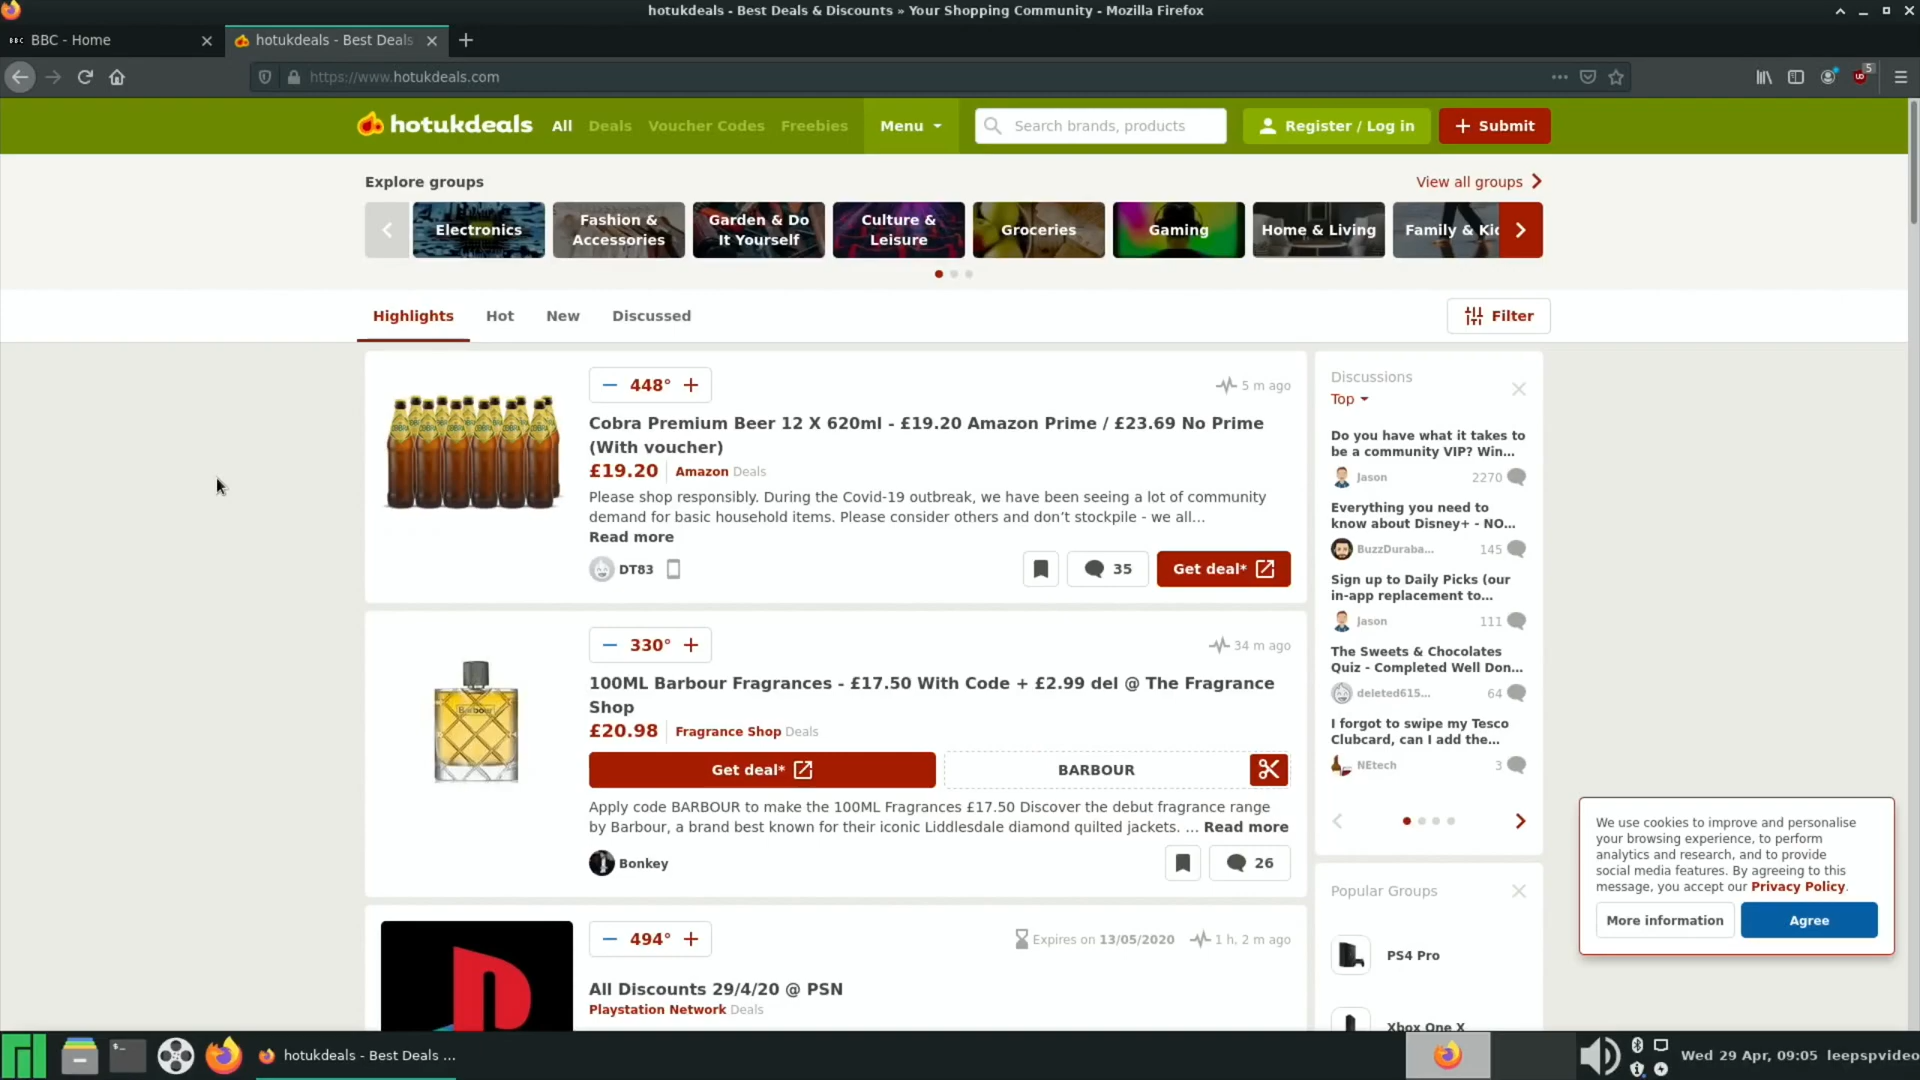 hotukdeals - Best Deals & Discounts » Your Shopping Community - Mozilla Firefox
BBC BBC - Home
hotukdeals - Best Deals
https://www.hotukdeals.com
5
hotukdeals
All
Deals
Voucher Codes
Freebies
Menu
Search brands, products
Register / Log in
+ Submit
Explore groups
View all groups
Electronics
Fashion &
Accessories
Garden & Do
It Yourself
Culture &
Leisure
Groceries
Gaming
Home & Living
Family & Kid
Highlights
Hot
New
Discussed
Filter
448°
5 m ago
Cobra Premium Beer 12 X 620ml - £19.20 Amazon Prime / £23.69 No Prime
(With voucher)
£19.20
Amazon Deals
Please shop responsibly. During the Covid-19 outbreak, we have been seeing a lot of community
demand for basic household items. Please consider others and don’t stockpile - we all...
Read more
DT83
35
Get deal*
330°
34 m ago
100ML Barbour Fragrances - £17.50 With Code + £2.99 del @ The Fragrance
Shop
£20.98
Fragrance Shop Deals
Barbour
Get deal*
BARBOUR
Apply code BARBOUR to make the 100ML Fragrances £17.50 Discover the debut fragrance range
by Barbour, a brand best known for their iconic Liddlesdale diamond quilted jackets. ... Read more
Bonkey
26
494°
Expires on 13/05/2020
1 h, 2 m ago
All Discounts 29/4/20 @ PSN
Playstation Network Deals
Discussions
Top
Do you have what it takes to
be a community VIP? Win...
Jason
2270
Everything you need to
know about Disney+ - NO...
BuzzDuraba...
145
Sign up to Daily Picks (our
in-app replacement to...
Jason
111
The Sweets & Chocolates
Quiz - Completed Well Don...
deleted615...
64
I forgot to swipe my Tesco
Clubcard, can I add the...
NEtech
3
Popular Groups
PS4 Pro
Xbox One X
We use cookies to improve and personalise
your browsing experience, to perform
analytics and research, and to provide
social media features. By agreeing to this
message, you accept our Privacy Policy.
More information
Agree
hotukdeals - Best Deals ...
Wed 29 Apr, 09:05
leepspvideo